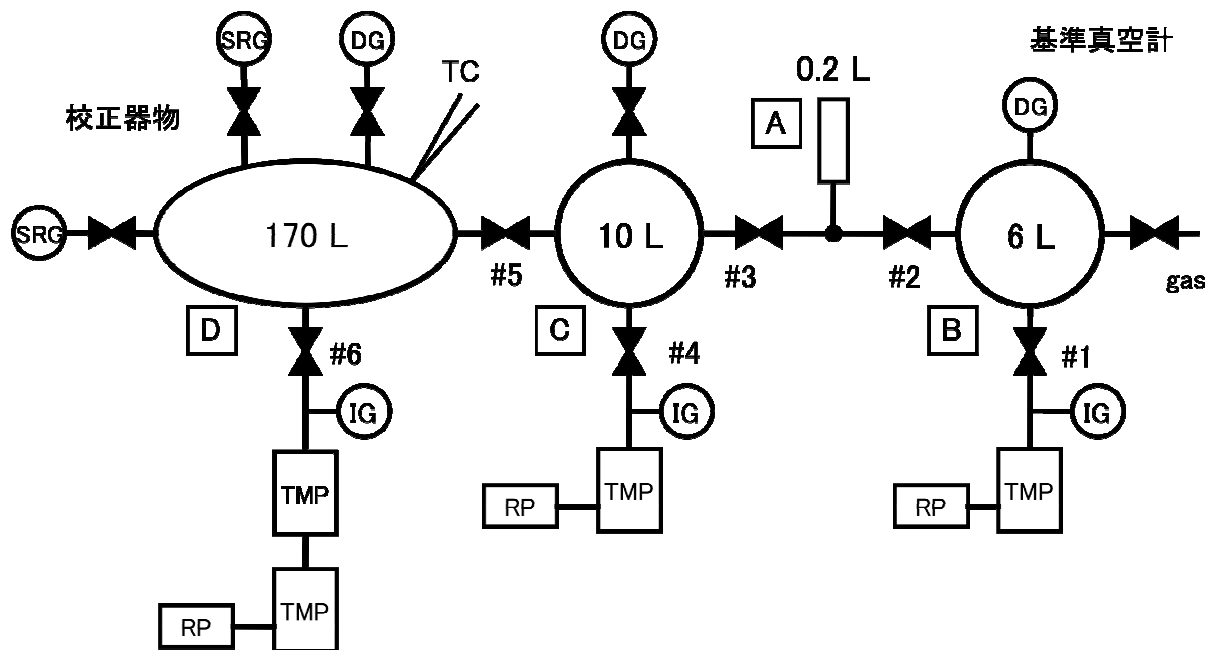 SRG
DG
DG
基準真空計
TC
0.2 L
校正器物
A
DG
SRG
170 L
10 L
6 L
#5
#3
#2
gas
D
#6
C
#4
B
#1
IG
IG
IG
TMP
RP
TMP
RP
TMP
RP
TMP